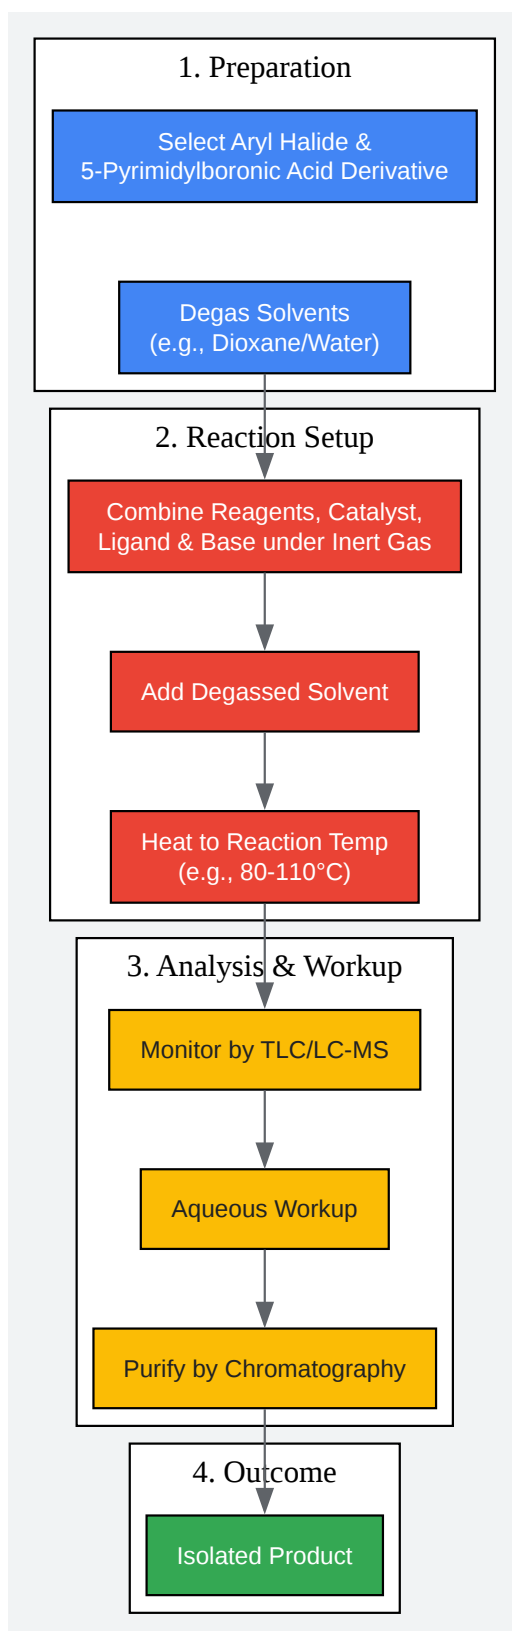 1. Preparation
Select Aryl Halide &
5-Pyrimidylboronic Acid Derivative
Degas Solvents
(e.g., Dioxane/Water)
2. Reaction Setup
Combine Reagents, Catalyst,
Ligand & Base under Inert Gas
Add Degassed Solvent
Heat to Reaction Temp
(e.g., 80-110°C)
3. Analysis & Workup
Monitor by TLC/LC-MS
Aqueous Workup
Purify by Chromatography
4. Outcome
Isolated Product